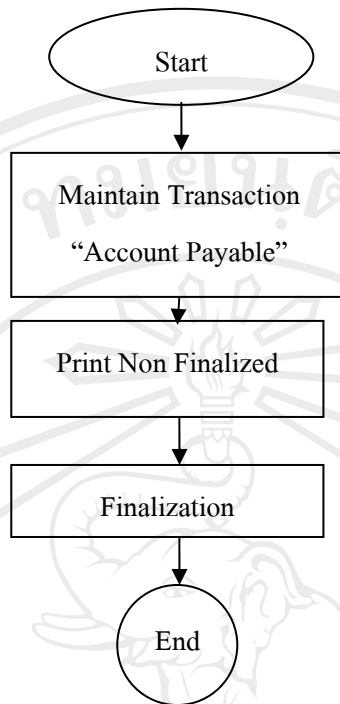 Start
Maintain Transaction
“Account Payable”
Print Non Finalized
Finalization
End